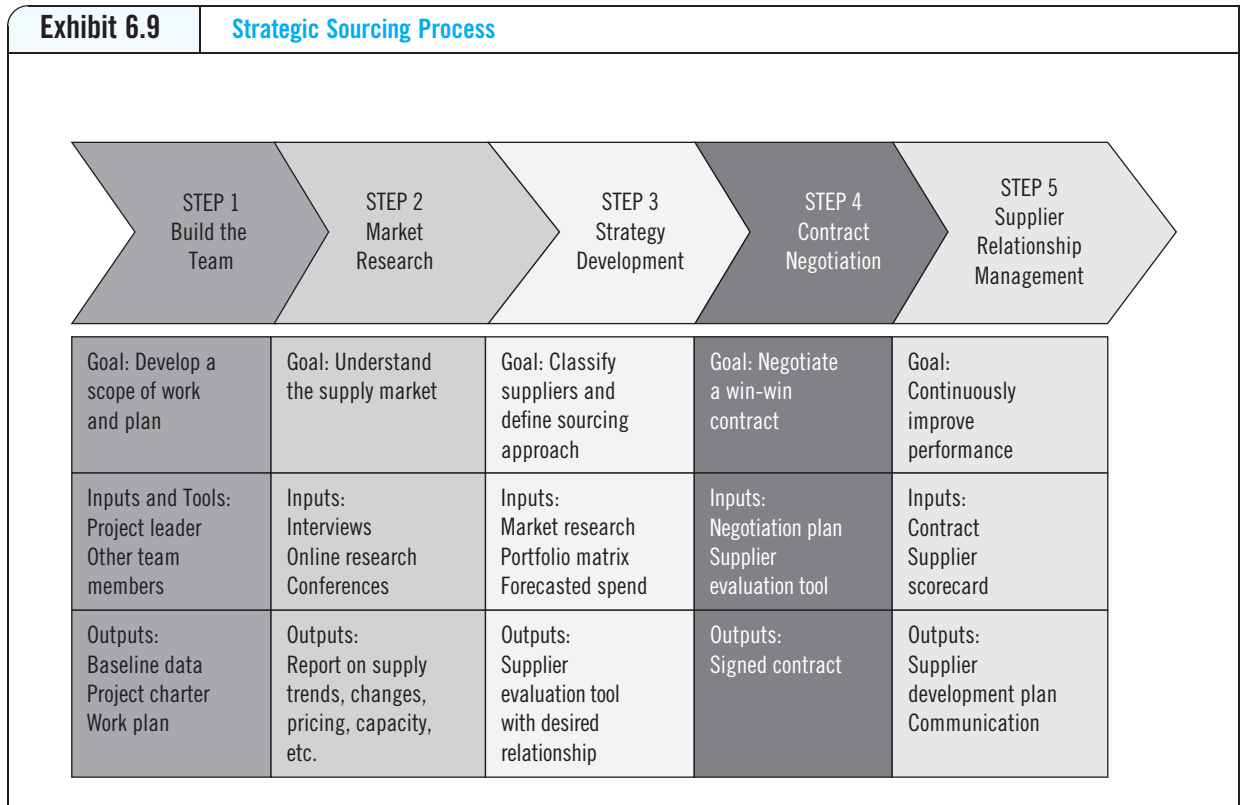 Exhibit 6.9
Strategic Sourcing Process
STEP 1
Build the
Team
STEP 2
Market
Research
STEP 3
Strategy
Development
STEP 4
Contract
Negotiation
STEP 5
Supplier
Relationship
Management
Goal: Develop a
scope of work
and plan
Goal: Understand
the supply market
Goal: Classify
suppliers and
define sourcing
approach
Goal: Negotiate
a win-win
contract
Goal:
Continuously
improve
performance
Inputs and Tools:
Project leader
Other team
members
Inputs:
Interviews
Online research
Conferences
Inputs:
Market research
Portfolio matrix
Forecasted spend
Inputs:
Negotiation plan
Supplier
evaluation tool
Inputs:
Contract
Supplier
scorecard
Outputs:
Baseline data
Project charter
Work plan
Outputs:
Report on supply
trends, changes,
pricing, capacity,
etc.
Outputs:
Supplier
evaluation tool
with desired
relationship
Outputs:
Signed contract
Outputs:
Supplier
development plan
Communication